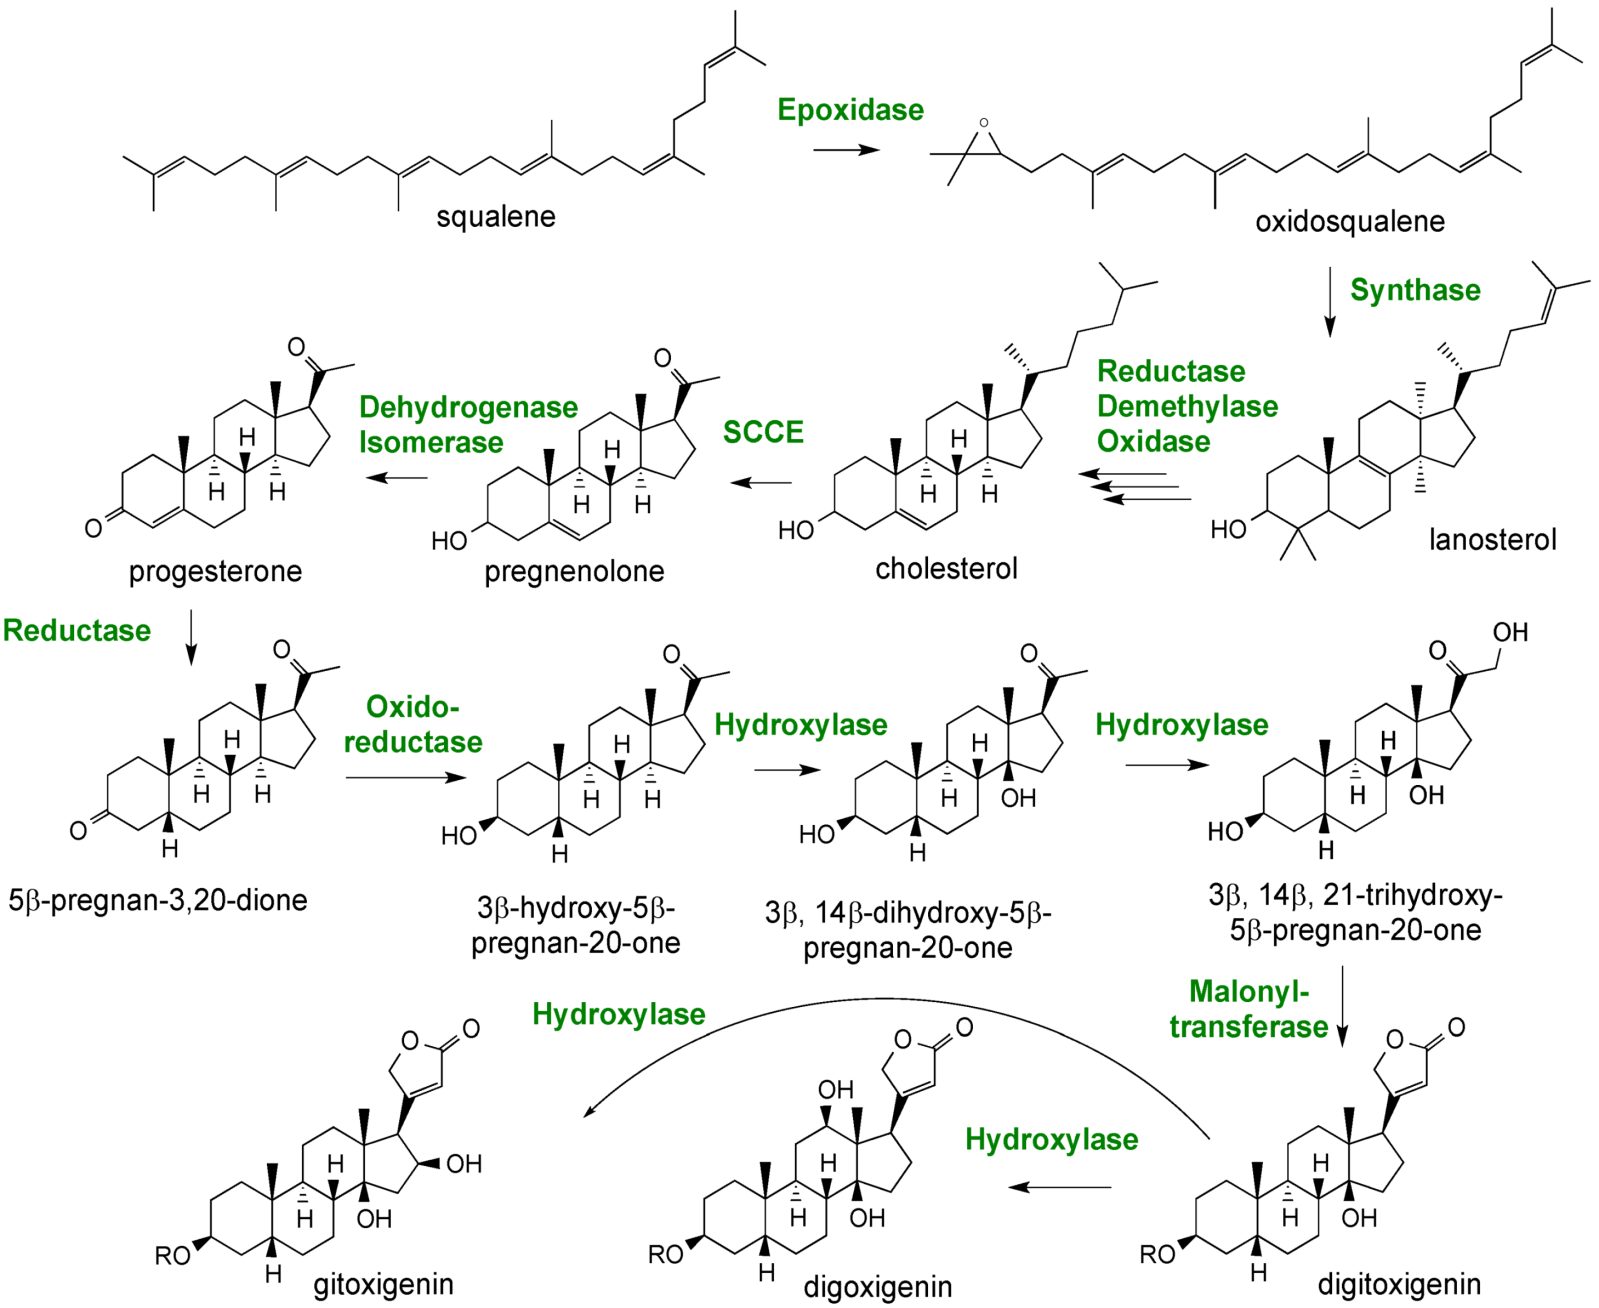 Epoxidase
O
squalene
oxidosqualene
Synthase
Reductase
Demethylase
Oxidase
HO
lanosterol
SCCE
H
H
H
HO
cholesterol
Dehydrogenase
Isomerase
O
H
H
H
HO
pregnenolone
O
H
H
H
O
progesterone
Reductase
O
H
H
H
O
H
5β-pregnan-3,20-dione
Oxido-
reductase
O
H
H
H
HO
H
3β-hydroxy-5β-
pregnan-20-one
Hydroxylase
O
H
H
OH
HO
H
3β, 14β-dihydroxy-5β-
pregnan-20-one
Hydroxylase
OH
O
H
H
OH
HO
H
3β, 14β, 21-trihydroxy-
5β-pregnan-20-one
Malonyl-
transferase
O
O
H
H
OH
RO
H
digitoxigenin
Hydroxylase
O
O
OH
H
H
OH
RO
H
digoxigenin
Hydroxylase
O
O
H
OH
H
OH
RO
H
gitoxigenin